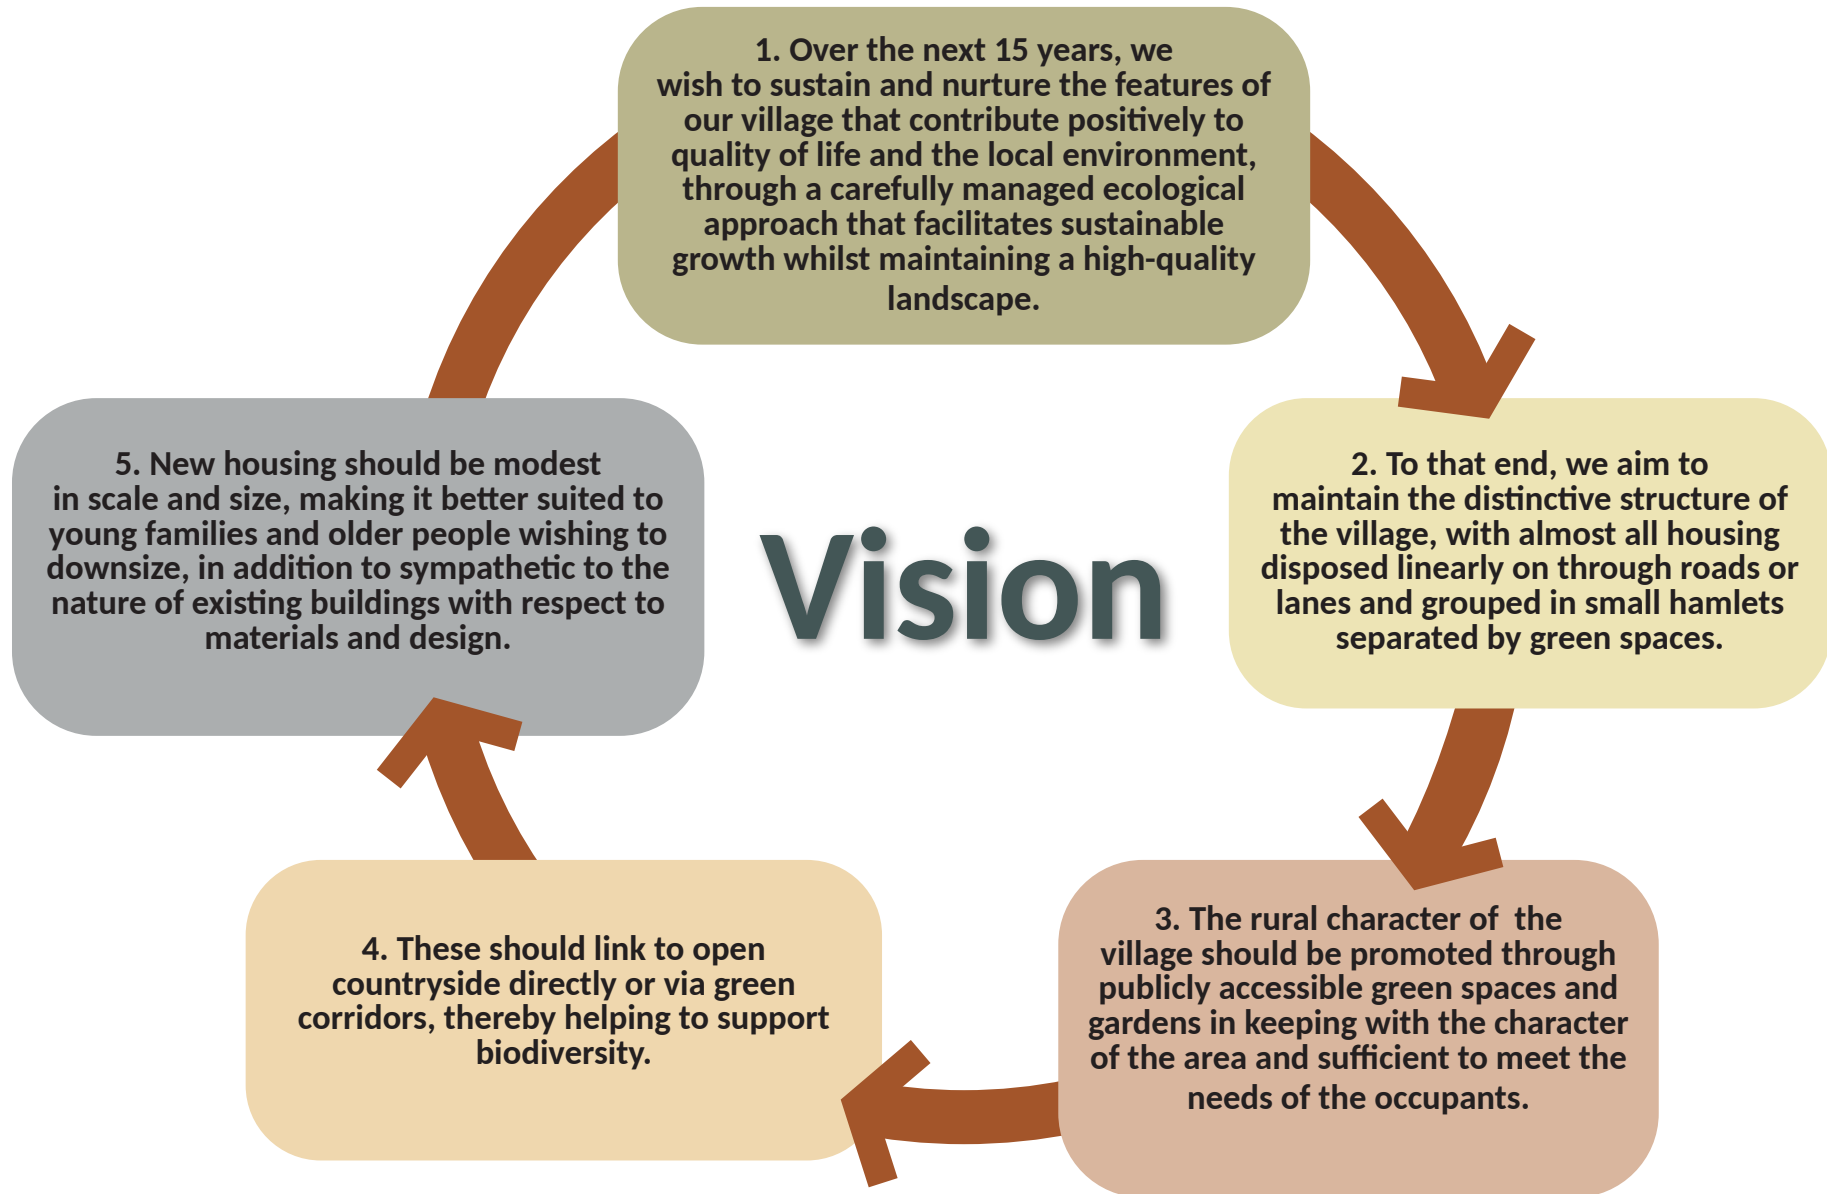 1. Over the next 15 years, we
wish to sustain and nurture the features of
our village that contribute positively to
quality of life and the local environment,
through a carefully managed ecological
approach that facilitates sustainable
growth whilst maintaining a high-quality
landscape.
2. To that end, we aim to
maintain the distinctive structure of
the village, with almost all housing
disposed linearly on through roads or
lanes and grouped in small hamlets
separated by green spaces.
3. The rural character of  the
village should be promoted through
publicly accessible green spaces and
gardens in keeping with the character
of the area and sufficient to meet the
needs of the occupants.
4. These should link to open
countryside directly or via green
corridors, thereby helping to support
biodiversity.
5. New housing should be modest
in scale and size, making it better suited to
young families and older people wishing to
downsize, in addition to sympathetic to the
nature of existing buildings with respect to
materials and design.
Vision